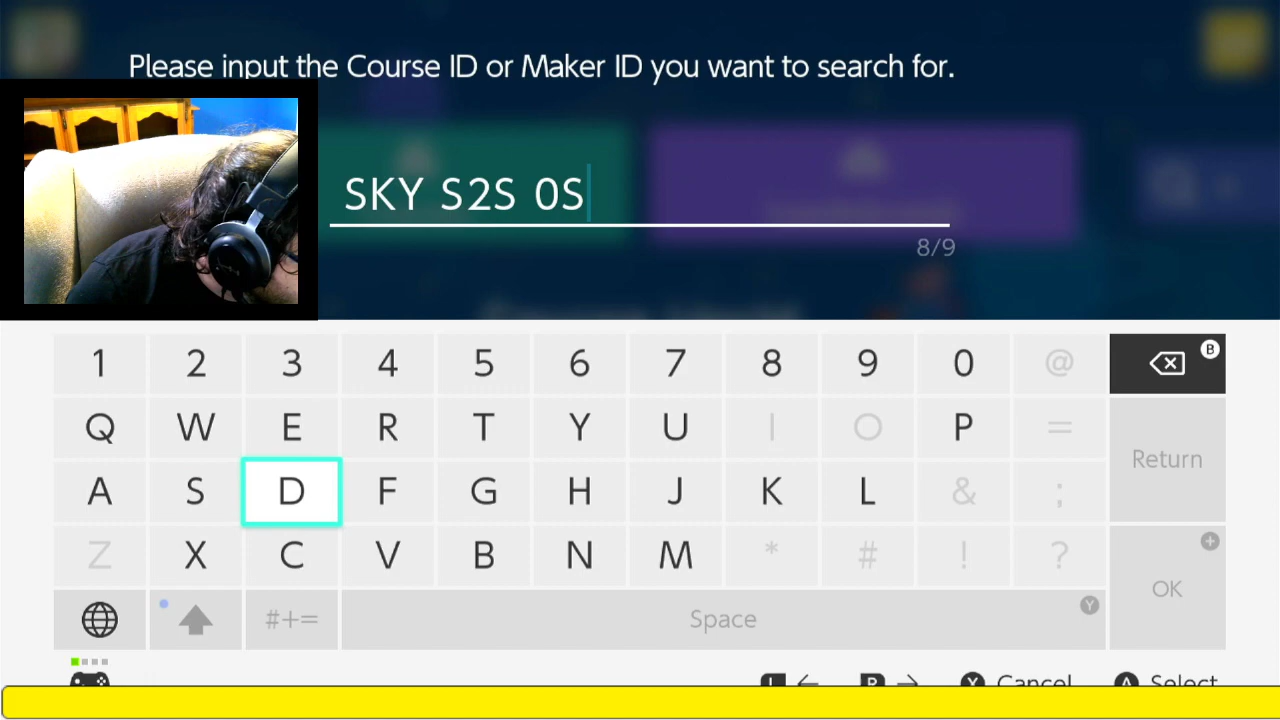 Please input the Course ID or Maker ID you want to search for.
SKY S2S 0S
8/9
1 2 3 4 5 6 7 8 9 0 @ B
Q W E R T Y U I O P = Return
A S D F G H J K L & ;
Z X C V B N M * # ! ? + OK
#+= Space Y
L ← R → X Cancel A Select